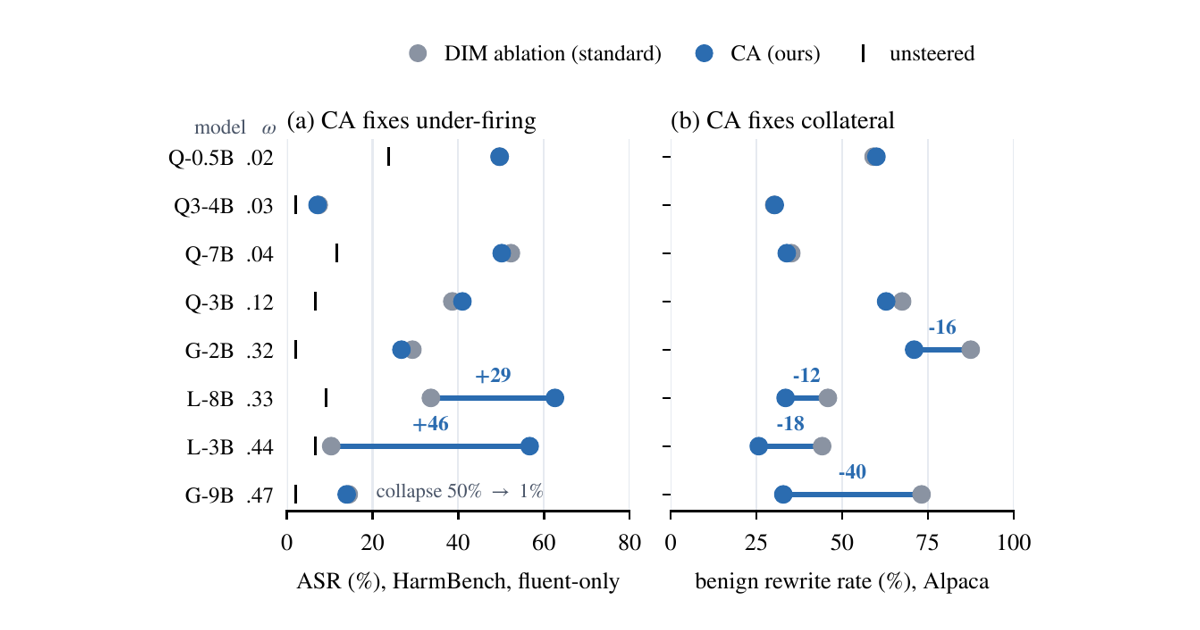 DIM ablation (standard) CA (ours) unsteered
model ω (a) CA fixes under-firing (b) CA fixes collateral
Q-0.5B .02
Q3-4B .03
Q-7B .04
Q-3B .12
-16
G-2B .32
+29 -12
L-8B .33
+46 -18
L-3B .44
-40
G-9B .47 collapse 50% → 1%
0 20 40 60 80 0 25 50 75 100
ASR (%), HarmBench, fluent-only benign rewrite rate (%), Alpaca